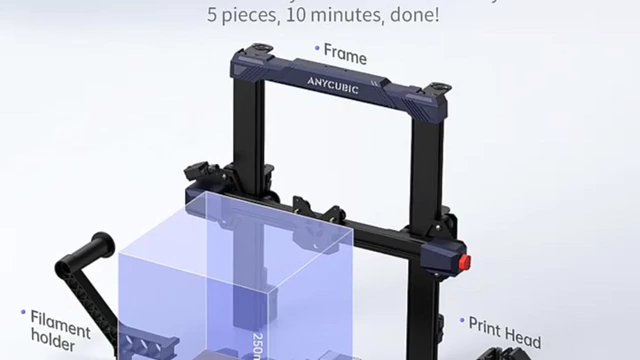 5 pieces, 10 minutes, done!
• Frame
ANYCUBIC
• Filament
holder
• Print Head